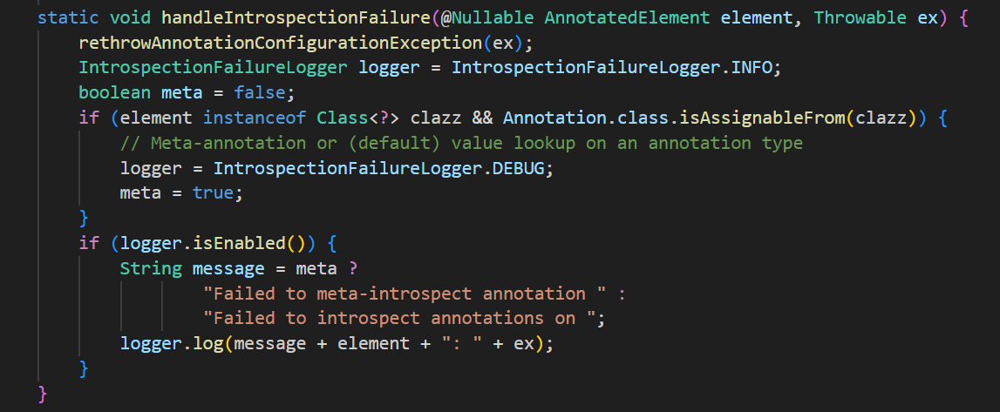 static void handleIntrospectionFailure(@Nullable AnnotatedElement element, Throwable ex) {
    rethrowAnnotationConfigurationException(ex);
    IntrospectionFailureLogger logger = IntrospectionFailureLogger.INFO;
    boolean meta = false;
    if (element instanceof Class<?> clazz && Annotation.class.isAssignableFrom(clazz)) {
        // Meta-annotation or (default) value lookup on an annotation type
        logger = IntrospectionFailureLogger.DEBUG;
        meta = true;
    }
    if (logger.isEnabled()) {
        String message = meta ?
                "Failed to meta-introspect annotation " :
                "Failed to introspect annotations on ";
        logger.log(message + element + ": " + ex);
    }
}